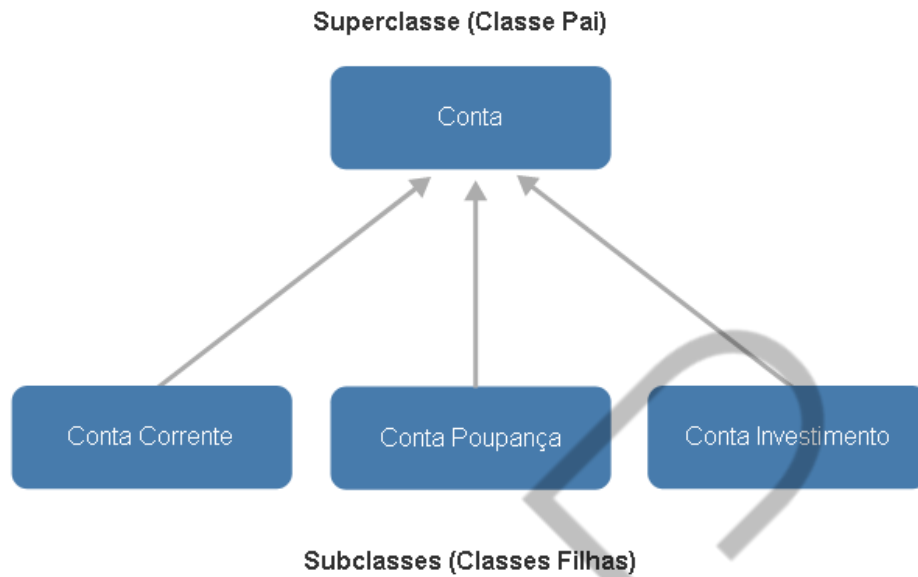 Superclasse (Classe Pai)
Conta
Conta Corrente
Conta Poupança
Conta Investimento
Subclasses (Classes Filhas)